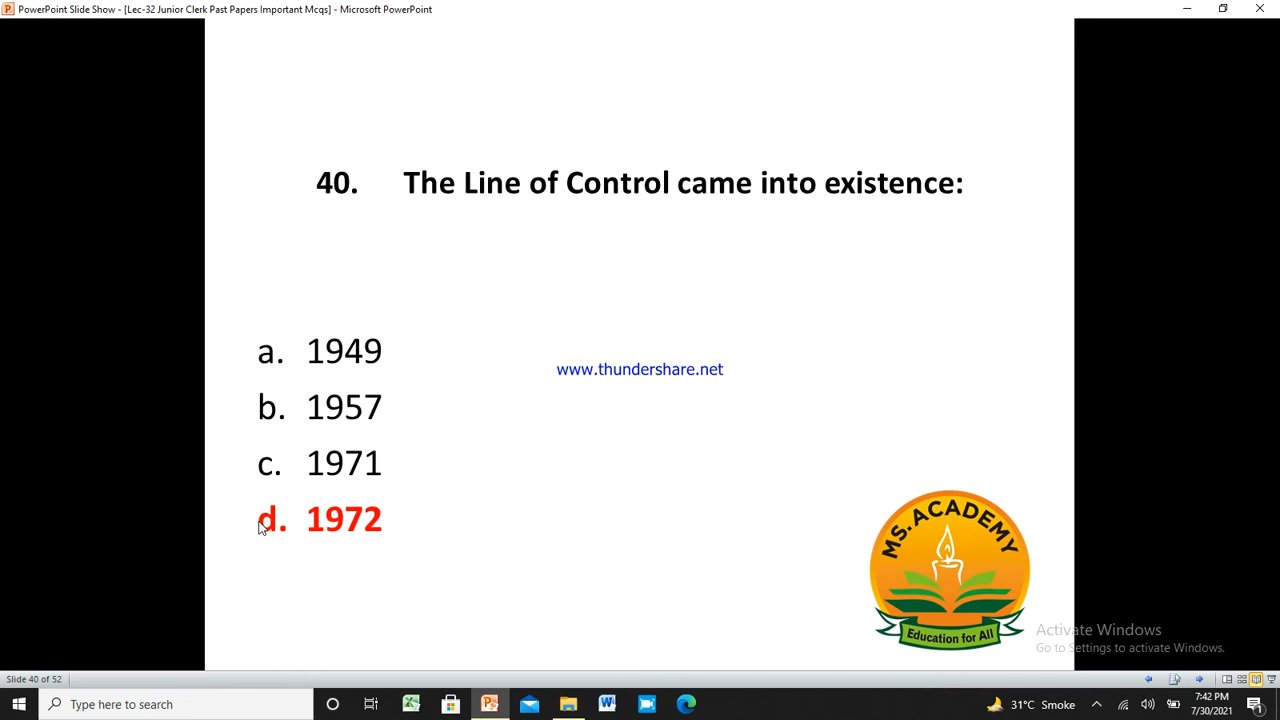 PowerPoint Slide Show - [Lec-32 Junior Clerk Past Papers Important Mcqs] - Microsoft PowerPoint
40. The Line of Control came into existence:
a. 1949
www.thundershare.net
b. 1957
c. 1971
d. 1972
MS. ACADEMY
Education for All
Activate Windows
Go to Settings to activate Windows.
Slide 40 of 52
Type here to search
31°C Smoke
7:42 PM
7/30/2021